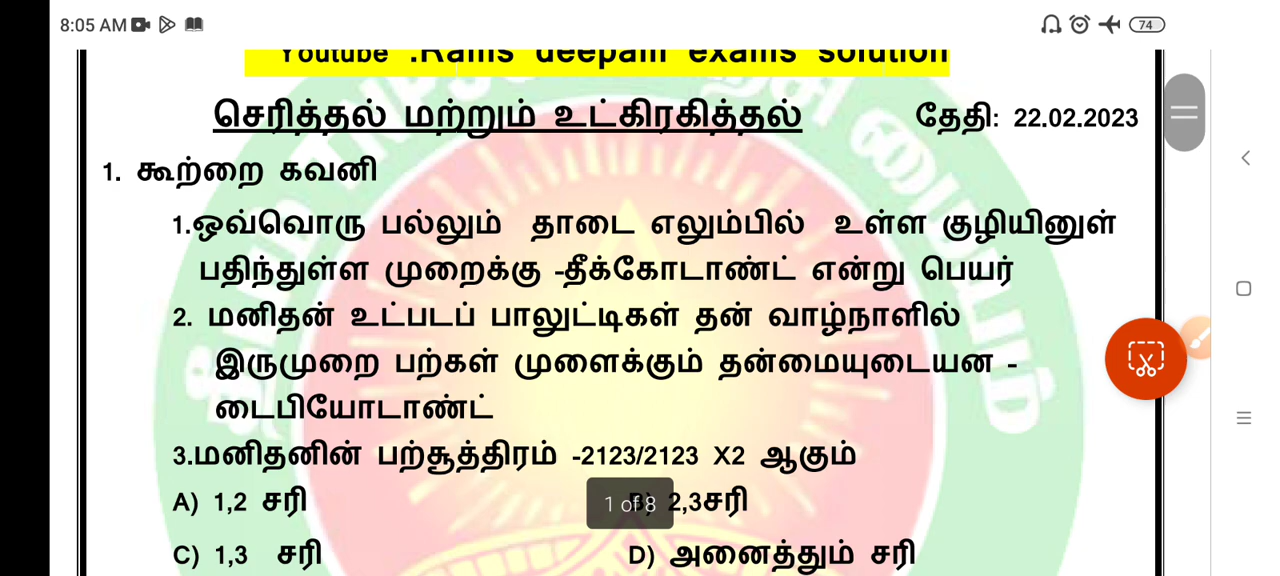 8:05 AM
74
Youtube :Rams deepam exams solution
செரித்தல் மற்றும் உட்கிரகித்தல் தேதி: 22.02.2023
1. கூற்றை கவனி
1.ஒவ்வொரு பல்லும் தாடை எலும்பில் உள்ள குழியினுள்
பதிந்துள்ள முறைக்கு -தீக்கோடாண்ட் என்று பெயர்
2. மனிதன் உட்படப் பாலுட்டிகள் தன் வாழ்நாளில்
இருமுறை பற்கள் முளைக்கும் தன்மையுடையன -
டைபியோடாண்ட்
3.மனிதனின் பற்சூத்திரம் -2123/2123 X2 ஆகும்
A) 1,2 சரி B) 2,3சரி
1 of 8
C) 1,3 சரி D) அனைத்தும் சரி